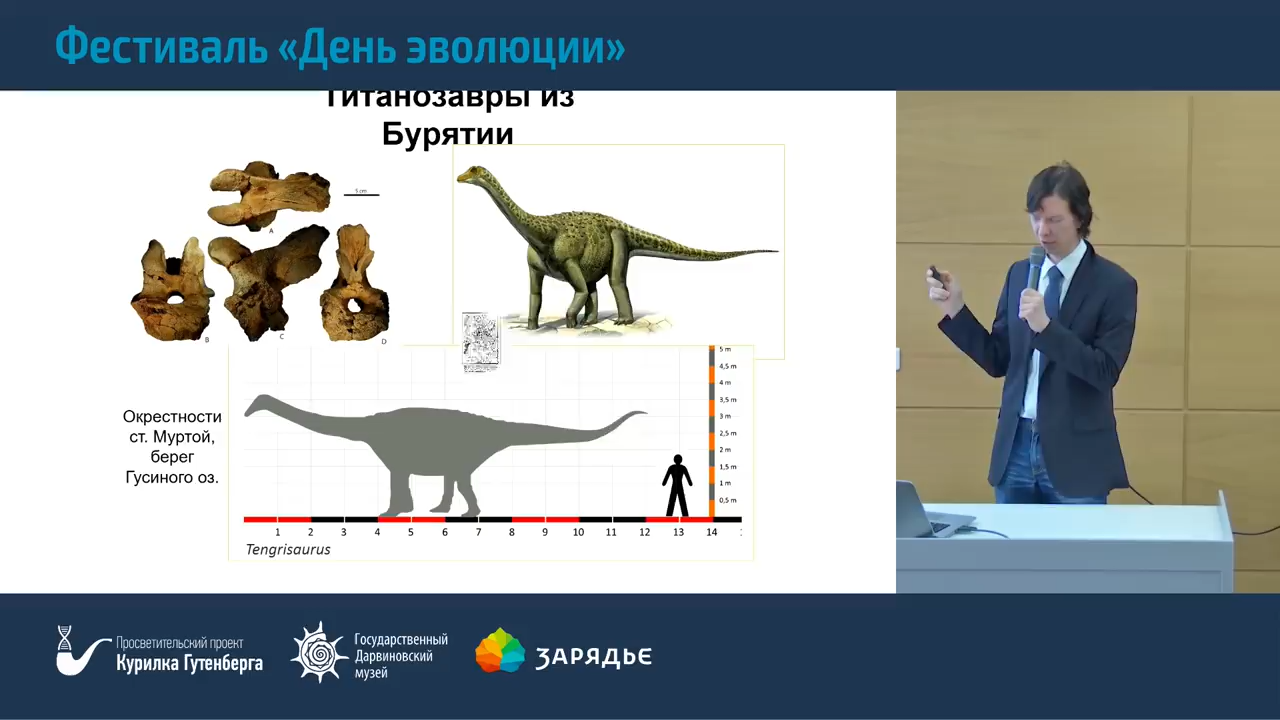 Фестиваль «День эволюции»
Титанозавры из
Бурятии
5 cm
A
B
C
D
Окрестности
ст. Муртой,
берег
Гусиного оз.
5 m
4,5 m
4 m
3,5 m
3 m
2,5 m
2 m
1,5 m
1 m
0,5 m
1 2 3 4 5 6 7 8 9 10 11 12 13 14
Tengrisaurus
Просветительский проект
Курилка Гутенберга
Государственный
Дарвиновский
музей
ЗАРЯДЬЕ